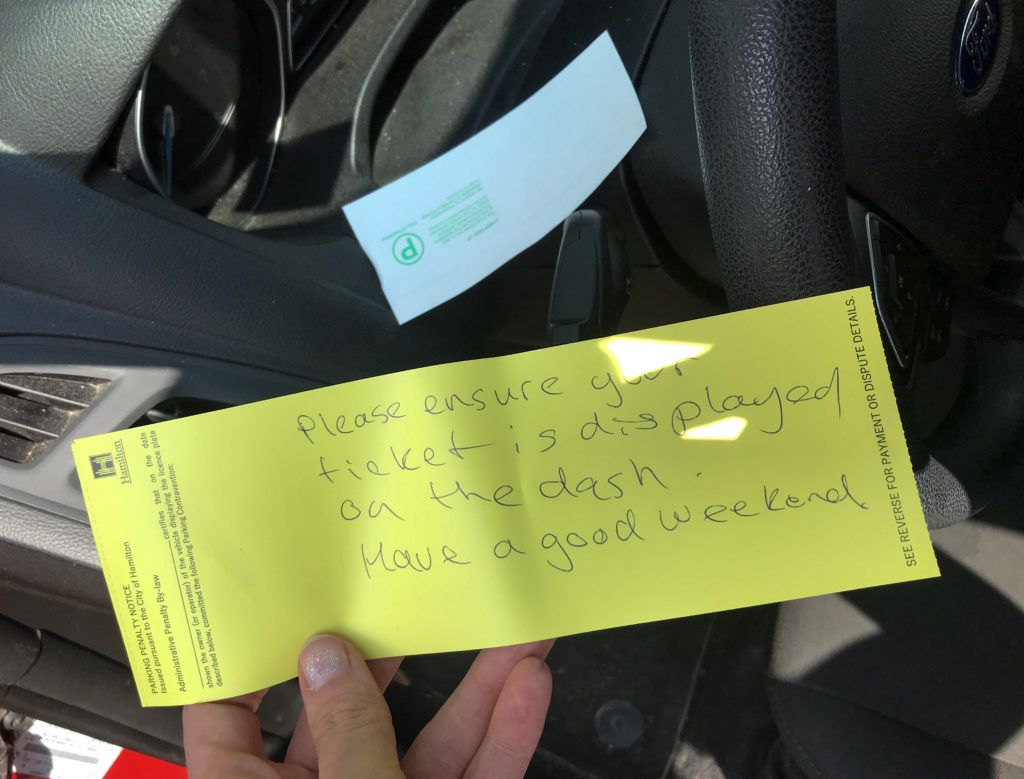 Please ensure your
ticket is displayed
on the dash.
Have a good weekend
Hamilton
PARKING PENALTY NOTICE
Issued pursuant to the City of Hamilton
Administrative Penalty By-law
certifies that on the date
shown the owner (or operator) of the vehicle displaying the licence plate
described below, committed the following Parking Contravention:
SEE REVERSE FOR PAYMENT OR DISPUTE DETAILS.
P
Ford